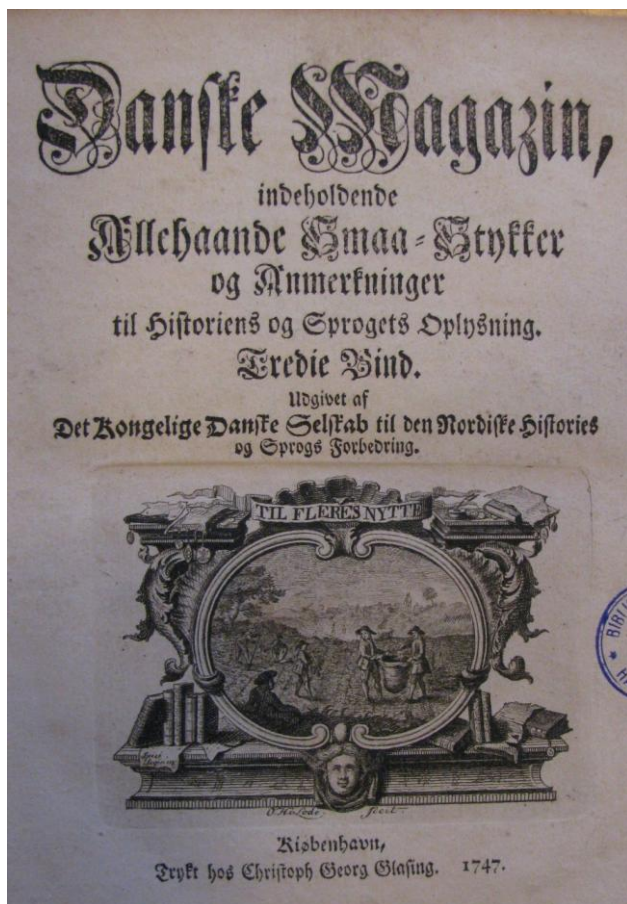 Danske Magazin,
indeholdende
Allehaande Smaa-Stykker
og Anmerkninger
til Historiens og Sprogets Oplysning.
Tredie Bind.
Udgivet af
Det Kongelige Danske Selskab til den Nordiske Histories
og Sprogs Forbedring.
TIL FLERES NYTTE
fecit
Kiøbenhavn,
Trykt hos Christoph Georg Glasing. 1747.